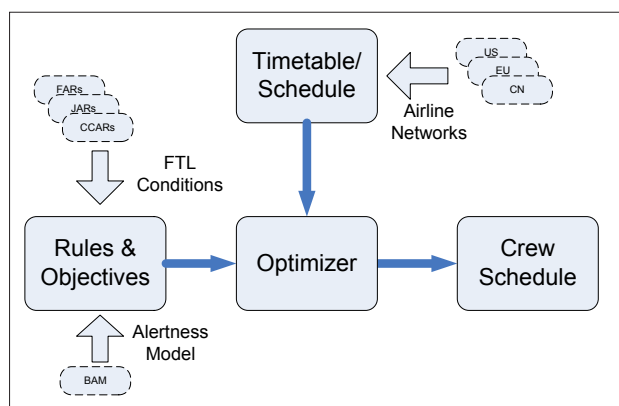 Timetable/
Schedule
US
EU
CN
Airline
Networks
FARs
JARs
CCARs
FTL
Conditions
Rules &
Objectives
Optimizer
Crew
Schedule
Alertness
Model
BAM